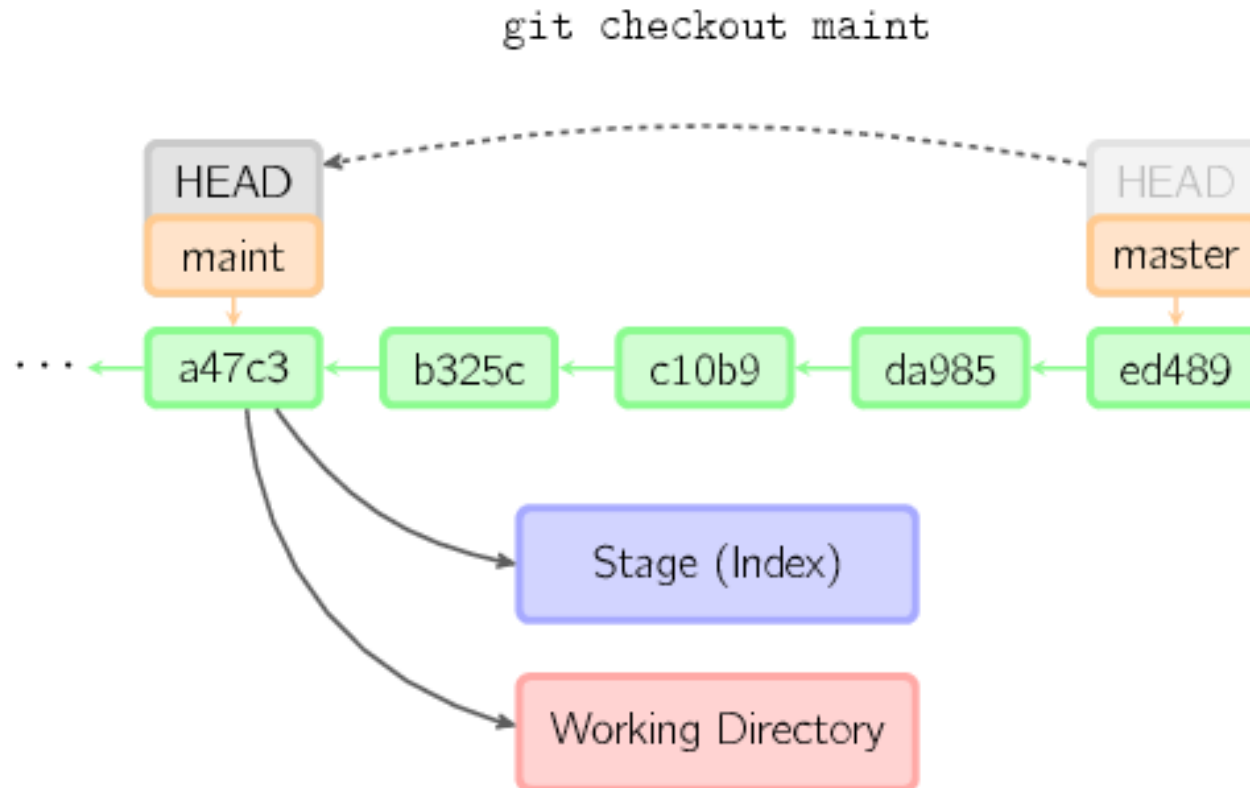 git checkout maint
HEAD HEAD
maint master
... a47c3 b325c c10b9 da985 ed489
Stage (Index)
Working Directory